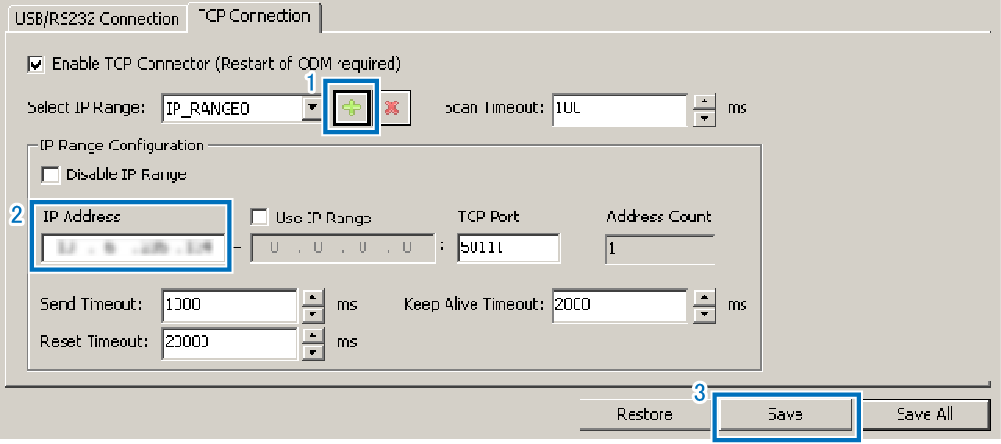 USB/RS232 Connection TCP Connection
Enable TCP Connector (Restart of ODM required)
1
Select IP Range: IP_RANGE0 Scan Timeout: 100 ms
IP Range Configuration
Disable IP Range
2 IP Address Use IP Range TCP Port Address Count
- 0 . 0 . 0 . 0 : 50110 1
Send Timeout: 1000 ms Keep Alive Timeout: 2000 ms
Reset Timeout: 20000 ms
3
Restore Save Save All